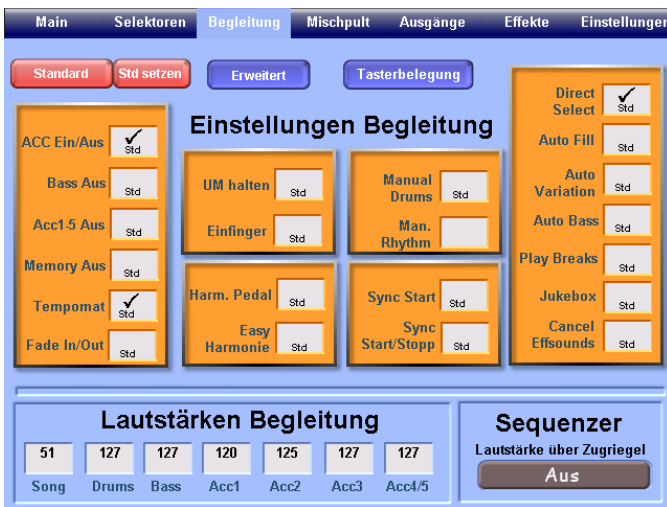 Main Selektoren Begleitung Mischpult Ausgänge Effekte Einstellungen
Standard Std setzen Erweitert Tasterbelegung
Einstellungen Begleitung
ACC Ein/Aus Std
Bass Aus Std
Acc1-5 Aus Std
Memory Aus Std
Tempomat Std
Fade In/Out Std
UM halten Std
Einfinger Std
Harm. Pedal Std
Easy
Harmonie Std
Manual
Drums Std
Man.
Rhythm
Sync Start Std
Sync
Start/Stopp Std
Direct
Select Std
Auto Fill Std
Auto
Variation Std
Auto Bass Std
Play Breaks Std
Jukebox Std
Cancel
Effsounds Std
Lautstärken Begleitung
51 127 127 120 125 127 127
Song Drums Bass Acc1 Acc2 Acc3 Acc4/5
Sequenzer
Lautstärke über Zugriegel
Aus